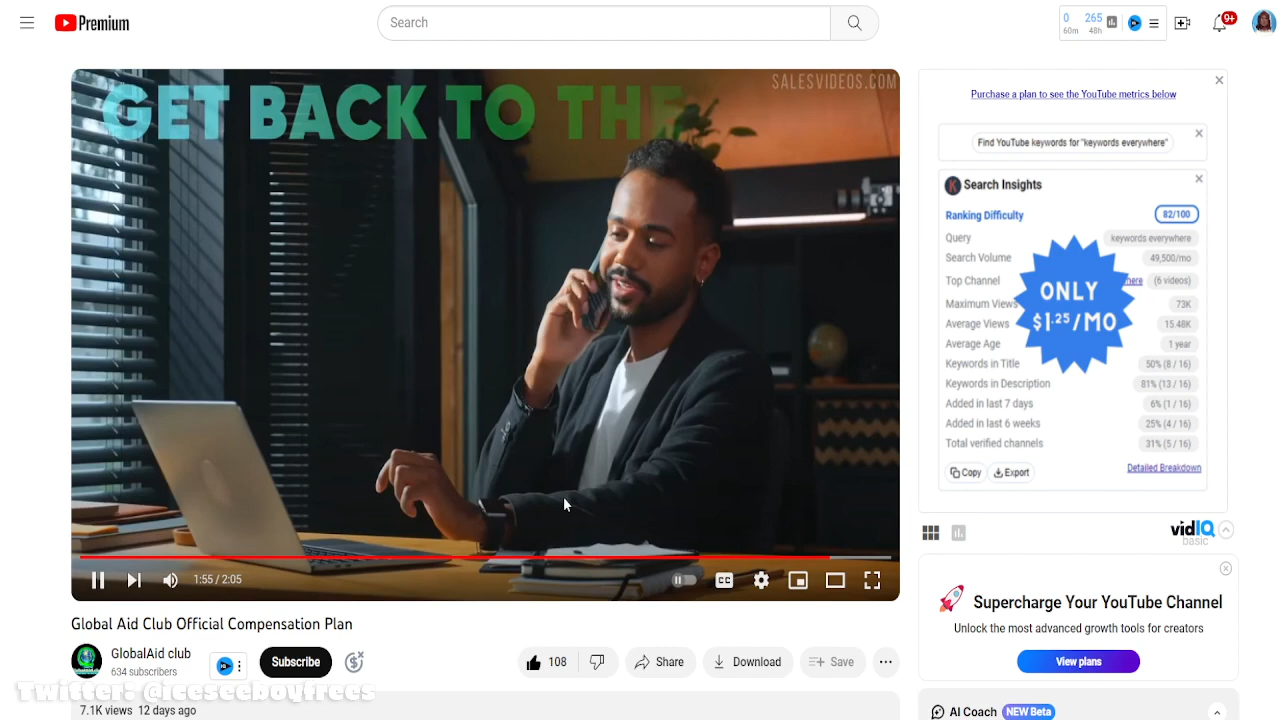 Premium
Search
0 265
60m 48h
9+
SALESVIDEOS.COM
GET BACK TO THE
1:55 / 2:05
CC
Global Aid Club Official Compensation Plan
GlobalAid club
634 subscribers
Subscribe
108
Share
Download
Save
Twitter: @iceseeboyfrees
7.1K views 12 days ago
Purchase a plan to see the YouTube metrics below
Find YouTube keywords for "keywords everywhere"
K Search Insights
Ranking Difficulty 82/100
Query keywords everywhere
Search Volume 49,500/mo
Top Channel here (6 videos)
Maximum Views 73K
Average Views 15.48K
Average Age 1 year
Keywords in Title 50% (8 / 16)
Keywords in Description 81% (13 / 16)
Added in last 7 days 6% (1 / 16)
Added in last 6 weeks 25% (4 / 16)
Total verified channels 31% (5 / 16)
ONLY
$1.25/MO
Copy Export Detailed Breakdown
vidIQ
basic
Supercharge Your YouTube Channel
Unlock the most advanced growth tools for creators
View plans
AI Coach NEW Beta